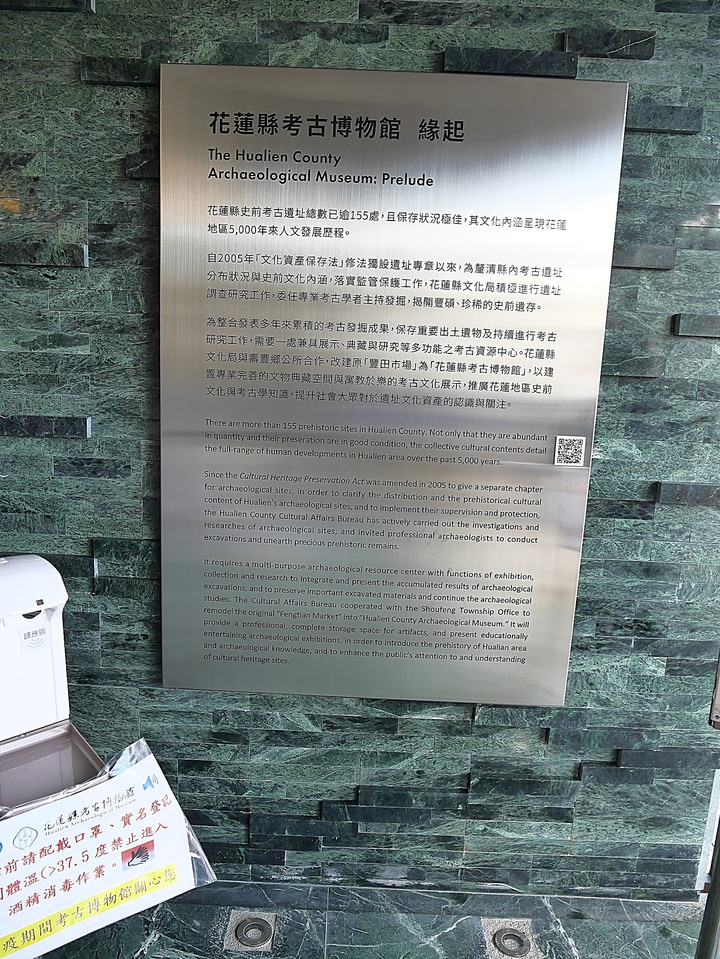 花蓮縣考古博物館 緣起
The Hualien County
Archaeological Museum: Prelude
花蓮縣史前考古遺址總數已逾155處，且保存狀況極佳，其文化內涵呈現花蓮
地區5,000年來人文發展歷程。
自2005年「文化資產保存法」修法獨設遺址專章以來，為釐清縣內考古遺址
分布狀況與史前文化內涵，落實監管保護工作，花蓮縣文化局積極進行遺址
調查研究工作，委任專業考古學者主持發掘，揭開豐碩、珍稀的史前遺存。
為整合發表多年來累積的考古發掘成果，保存重要出土遺物及持續進行考古
研究工作，需要一處兼具展示、典藏與研究等多功能之考古資源中心。花蓮縣
文化局與壽豐鄉公所合作，改建原「豐田市場」為「花蓮縣考古博物館」，以建
置專業完善的文物典藏空間與寓教於樂的考古文化展示，推廣花蓮地區史前
文化與考古學知識，提升社會大眾對於遺址文化資產的認識與關注。
There are more than 155 prehistoric sites in Hualien County. Not only that they are abundant
in quantity and their preseration are in good condition, the collective cultural contents detail
the full-range of human developments in Hualien area over the past 5,000 years.
Since the Cultural Heritage Preservation Act was amended in 2005 to give a separate chapter
for archaeological sites, in order to clarify the distribution and the prehistorical cultural
content of Hualien's archaeological sites, and to implement their supervision and protection,
the Hualien County Cultural Affairs Bureau has actively carried out the investigations and
researches of archaeological sites, and invited professional archaeologists to conduct
excavations and unearth precious prehistoric remains.
It requires a multi-purpose archaeological resource center with functions of exhibition,
collection and research to integrate and present the accumulated results of archaeological
excavations, and to preserve important excavated materials and continue the archaeological
studies. The Cultural Affairs Bureau cooperated with the Shoufeng Township Office to
remodel the original "Fengtian Market" into "Hualien County Archaeological Museum." It will
provide a professional, complete storage space for artifacts, and present educationally
entertaining archaeological exhibitions, in order to introduce the prehistory of Hualian area
and archaeological knowledge, and to enhance the public's attention to and understanding
of cultural heritage sites.
感應區
花蓮縣考古博物館
Hualien Archaeological Museum
前請配戴口罩、實名登記
體溫(>37.5度禁止進入
酒精消毒作業。
疫期間考古博物館關心您